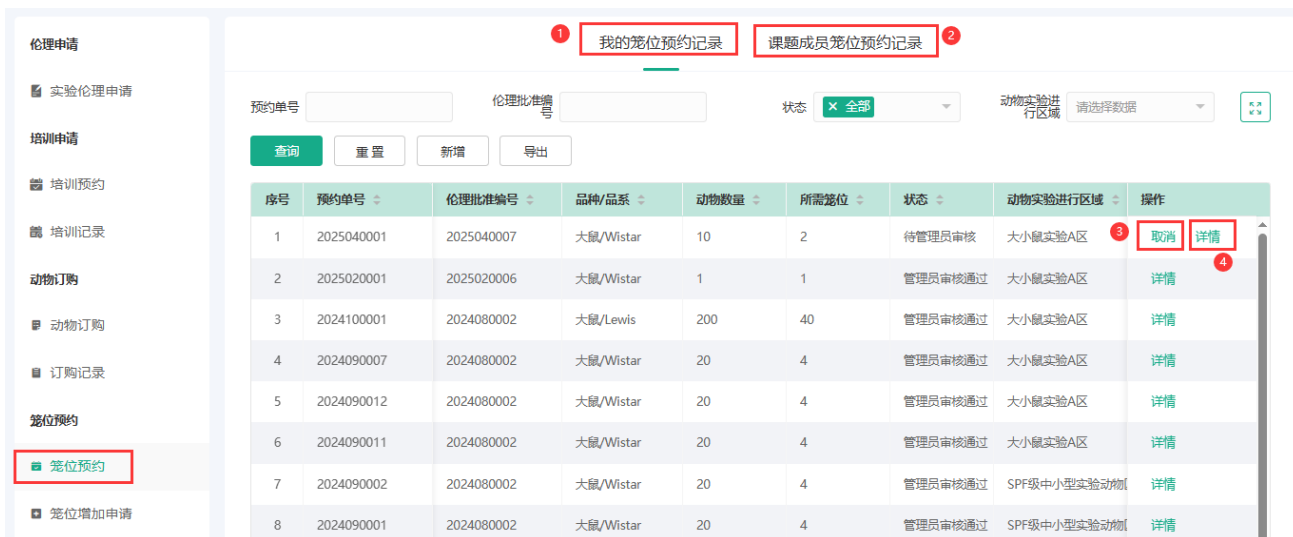 伦理申请
实验伦理申请
培训申请
培训预约
培训记录
动物订购
动物订购
订购记录
笼位预约
笼位预约
笼位增加申请
1 我的笼位预约记录 课题成员笼位预约记录 2
预约单号 伦理批准编号 状态 × 全部 动物实验进行区域 请选择数据
查询 重置 新增 导出
序号 预约单号 伦理批准编号 品种/品系 动物数量 所需笼位 状态 动物实验进行区域 操作
1 2025040001 2025040007 大鼠/Wistar 10 2 待管理员审核 大小鼠实验A区 3 取消 详情 4
2 2025020001 2025020006 大鼠/Wistar 1 1 管理员审核通过 大小鼠实验A区 详情
3 2024100001 2024080002 大鼠/Lewis 200 40 管理员审核通过 大小鼠实验A区 详情
4 2024090007 2024080002 大鼠/Wistar 20 4 管理员审核通过 大小鼠实验A区 详情
5 2024090012 2024080002 大鼠/Wistar 20 4 管理员审核通过 大小鼠实验A区 详情
6 2024090011 2024080002 大鼠/Wistar 20 4 管理员审核通过 大小鼠实验A区 详情
7 2024090002 2024080002 大鼠/Wistar 20 4 管理员审核通过 SPF级中小型实验动物 详情
8 2024090001 2024080002 大鼠/Wistar 20 4 管理员审核通过 SPF级中小型实验动物 详情